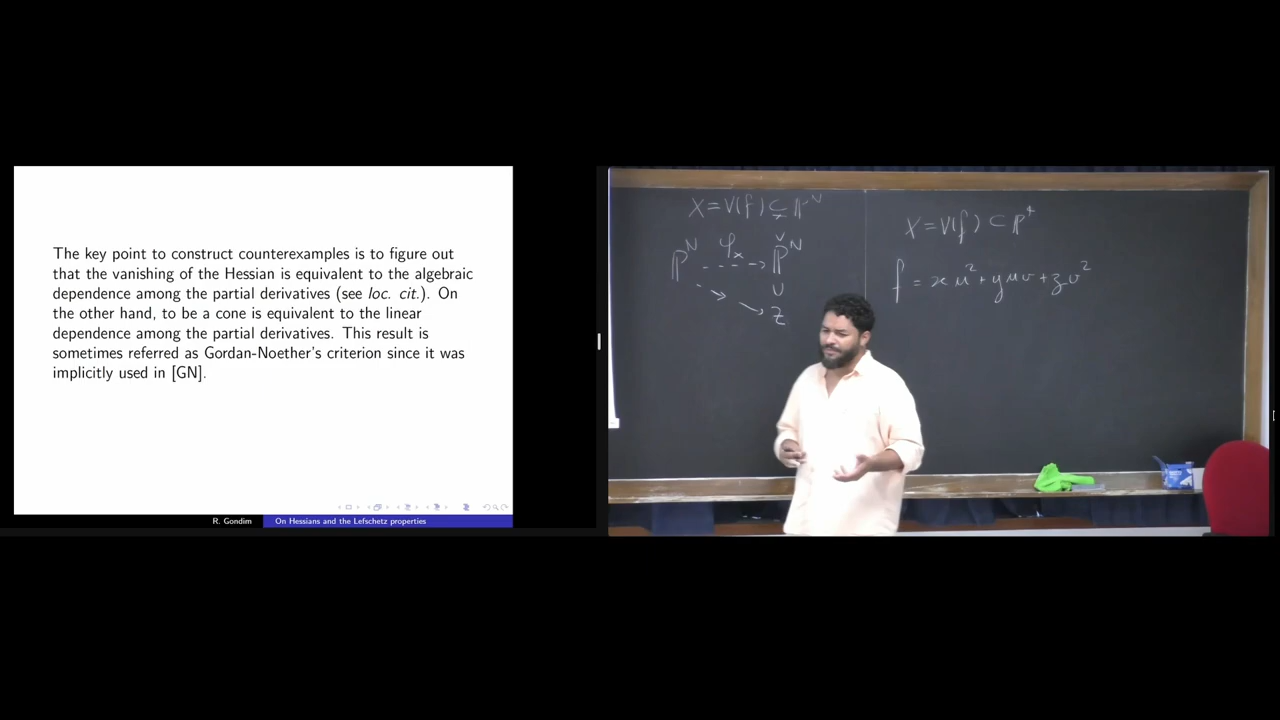 The key point to construct counterexamples is to figure out
that the vanishing of the Hessian is equivalent to the algebraic
dependence among the partial derivatives (see loc. cit.). On
the other hand, to be a cone is equivalent to the linear
dependence among the partial derivatives. This result is
sometimes referred as Gordan-Noether's criterion since it was
implicitly used in [GN].
R. Gondim On Hessians and the Lefschetz properties
X = V(f) ⊊ ℙᴺ
ℙᴺ φₓ ℙ̌ᴺ
∪
Z
X = V(f) ⊂ ℙ⁴
f = xu² + yuv + zv²